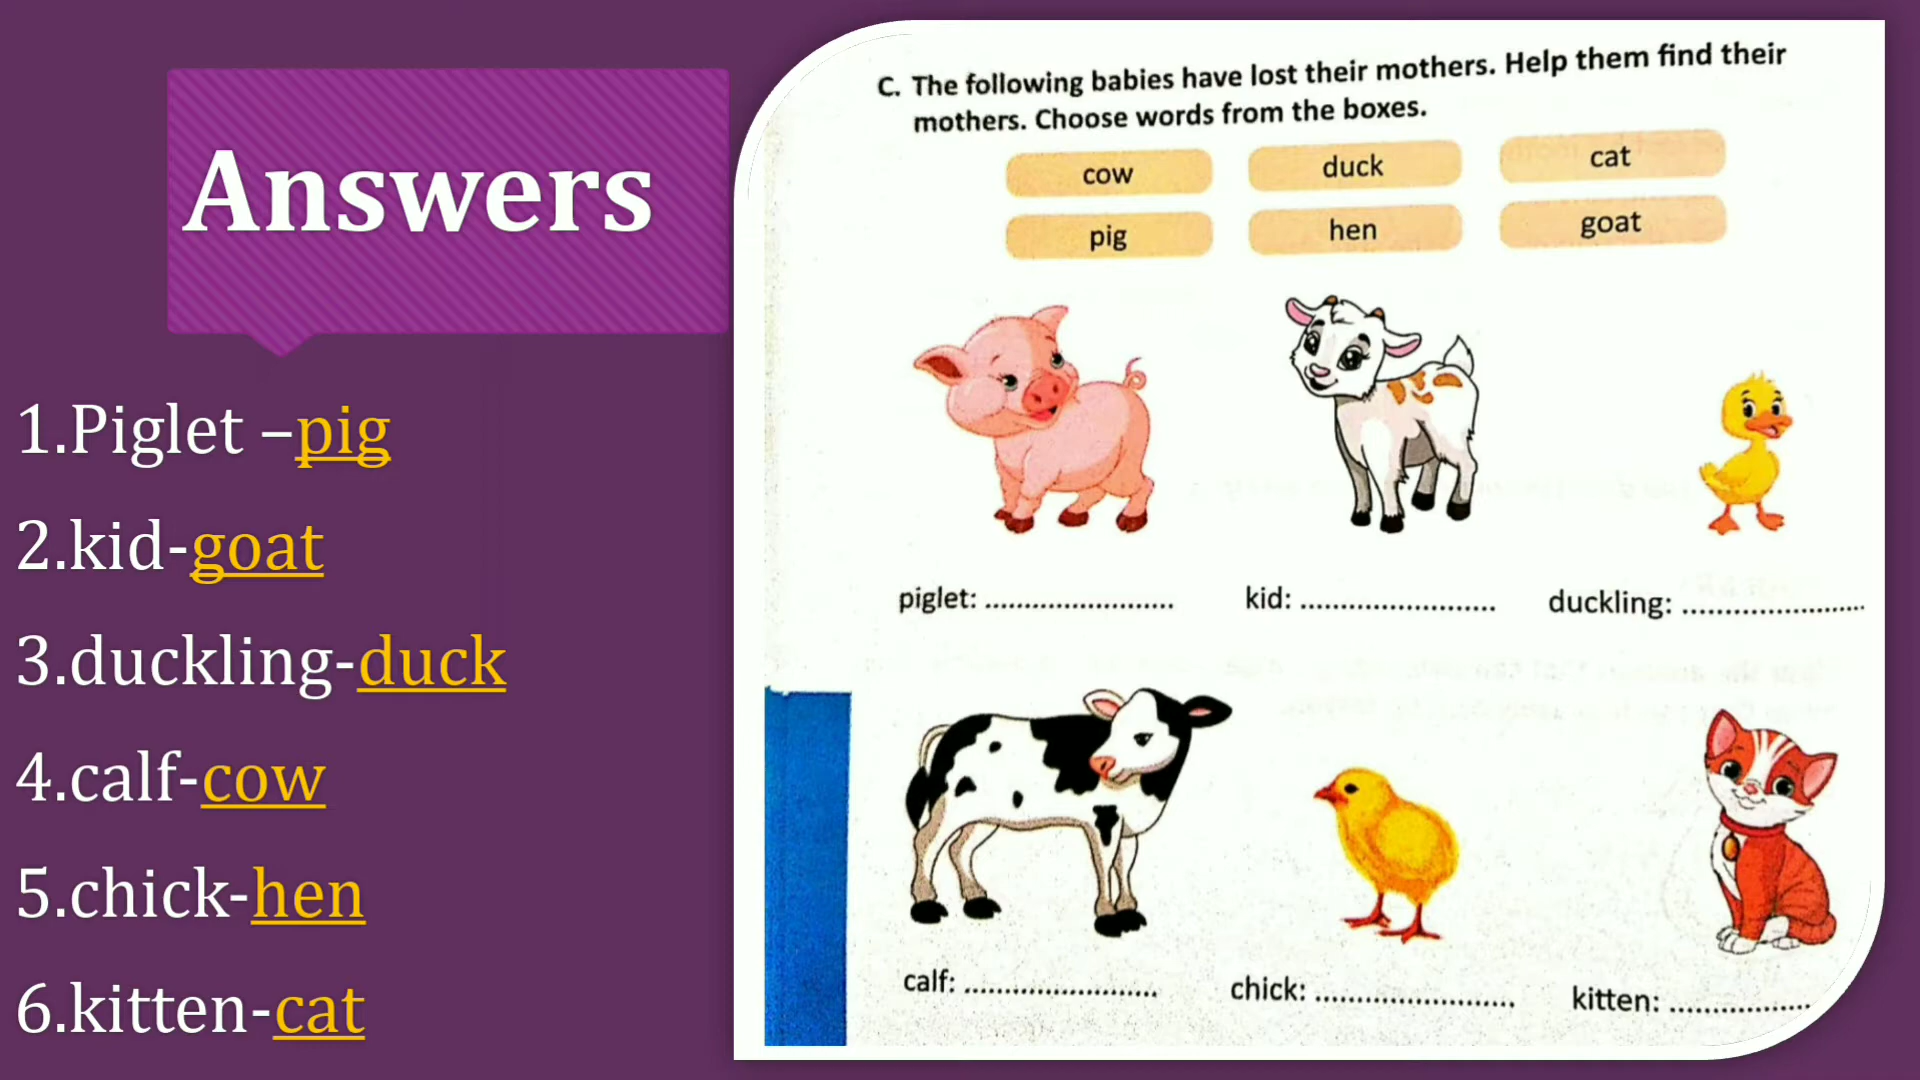 Answers
1.Piglet –pig
2.kid-goat
3.duckling-duck
4.calf-cow
5.chick-hen
6.kitten-cat
C. The following babies have lost their mothers. Help them find their
mothers. Choose words from the boxes.
cow duck cat
pig hen goat
piglet: ........................
kid: .........................
duckling: .......................
calf: .........................
chick: .........................
kitten: ..................